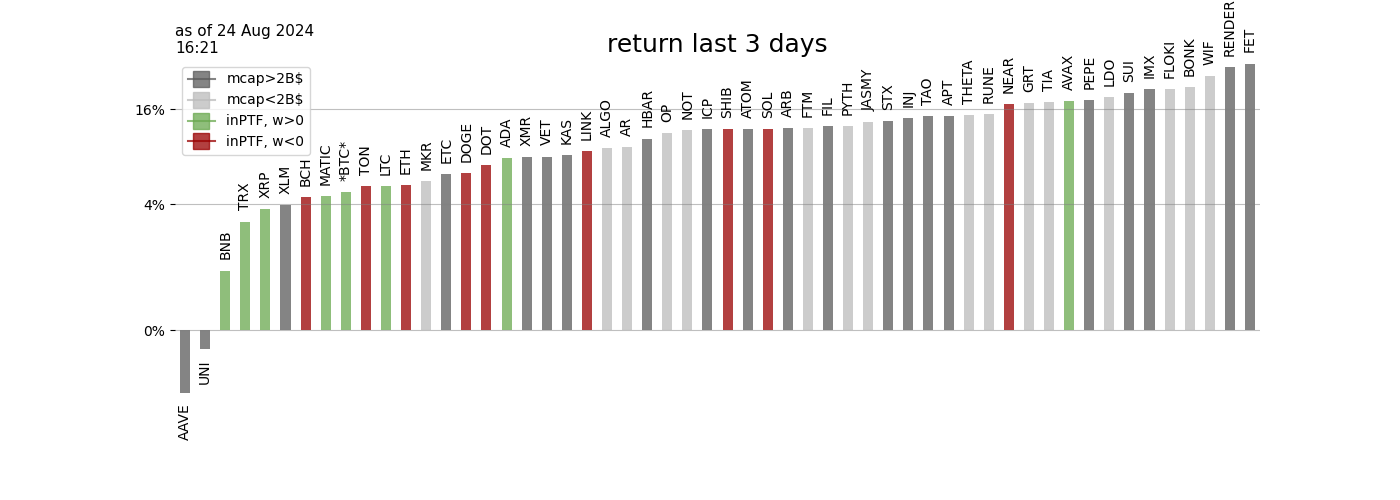 as of 24 Aug 2024
16:21
return last 3 days
mcap>2B$
mcap<2B$
inPTF, w>0
inPTF, w<0
16%
4%
0%
AAVE
UNI
BNB
TRX
XRP
XLM
BCH
MATIC
*BTC*
TON
LTC
ETH
MKR
ETC
DOGE
DOT
ADA
XMR
VET
KAS
LINK
ALGO
AR
HBAR
OP
NOT
ICP
SHIB
ATOM
SOL
ARB
FTM
FIL
PYTH
JASMY
STX
INJ
TAO
APT
THETA
RUNE
NEAR
GRT
TIA
AVAX
PEPE
LDO
SUI
IMX
FLOKI
BONK
WIF
RENDER
FET